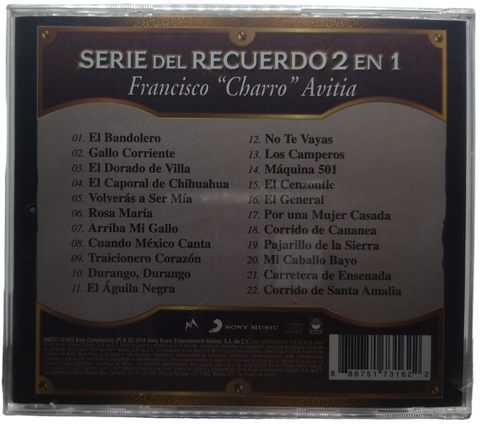 SERIE DEL RECUERDO 2 EN 1
Francisco "Charro" Avitia
01. El Bandolero
02. Gallo Corriente
03. El Dorado de Villa
04. El Caporal de Chihuahua
05. Volverás a Ser Mía
06. Rosa María
07. Arriba Mi Gallo
08. Cuando México Canta
09. Traicionero Corazón
10. Durango, Durango
11. El Águila Negra
12. No Te Vayas
13. Los Camperos
14. Máquina 501
15. El Cenzontle
16. El General
17. Por una Mujer Casada
18. Corrido de Cananea
19. Pajarillo de la Sierra
20. Mi Caballo Bayo
21. Carretera de Ensenada
22. Corrido de Santa Amalia
SONY MUSIC
8 88751 73162 2